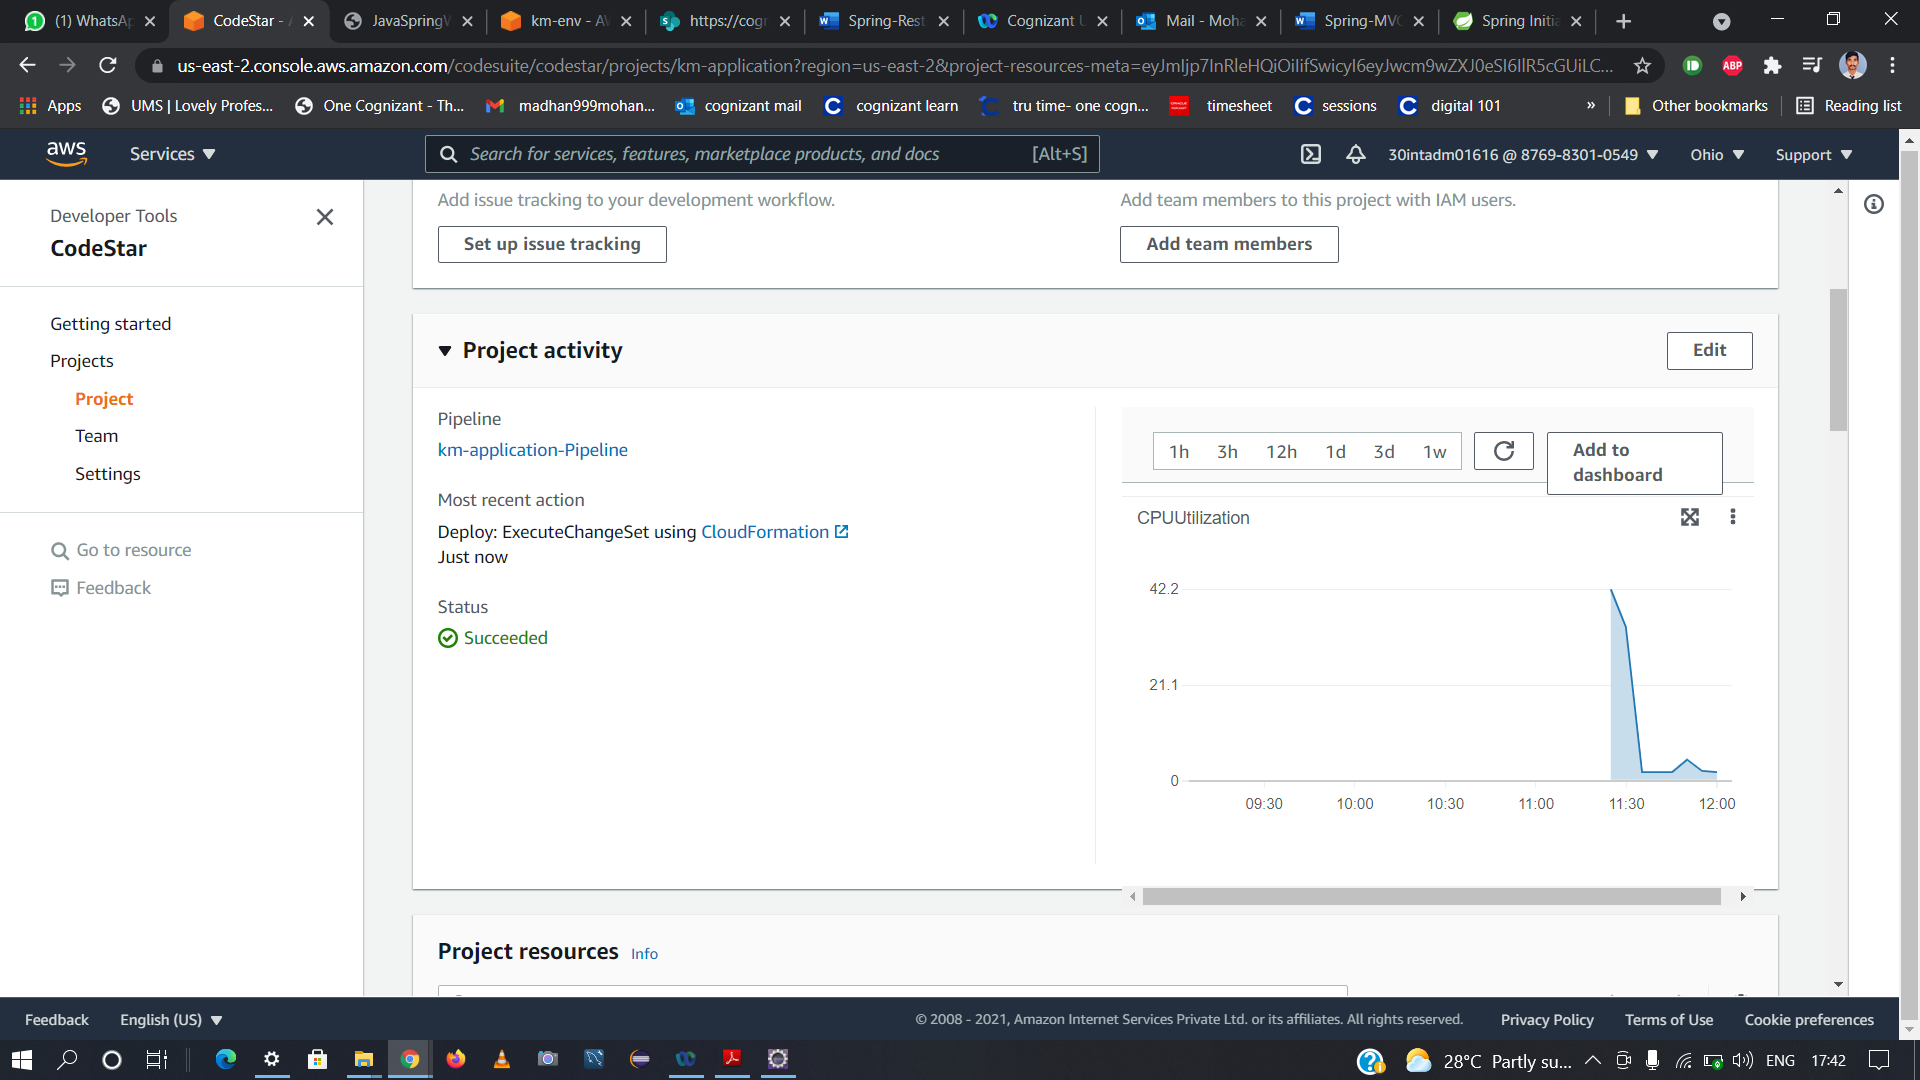 (1) WhatsAp
CodeStar - A
JavaSpringW
km-env - AW
https://cogn
Spring-Rest
Cognizant U
Mail - Moha
Spring-MVC
Spring Initia
us-east-2.console.aws.amazon.com/codesuite/codestar/projects/km-application?region=us-east-2&project-resources-meta=
ABP
Apps
UMS | Lovely Profes...
One Cognizant - Th...
madhan999mohan...
cognizant mail
cognizant learn
tru time- one cogn...
timesheet
sessions
digital 101
»
Other bookmarks
Reading list
aws
Services
Search for services, features, marketplace products, and docs
[Alt+S]
30intadm01616 @ 8769-8301-0549
Ohio
Support
Developer Tools
CodeStar
Getting started
Projects
Project
Team
Settings
Go to resource
Feedback
Add issue tracking to your development workflow.
Set up issue tracking
Add team members to this project with IAM users.
Add team members
Project activity
Edit
Pipeline
km-application-Pipeline
Most recent action
Deploy: ExecuteChangeSet using CloudFormation
Just now
Status
Succeeded
1h 3h 12h 1d 3d 1w
Add to
dashboard
CPUUtilization
42.2
21.1
0
09:30 10:00 10:30 11:00 11:30 12:00
Project resources Info
Feedback
English (US)
© 2008 - 2021, Amazon Internet Services Private Ltd. or its affiliates. All rights reserved.
Privacy Policy
Terms of Use
Cookie preferences
28°C Partly su...
ENG
17:42